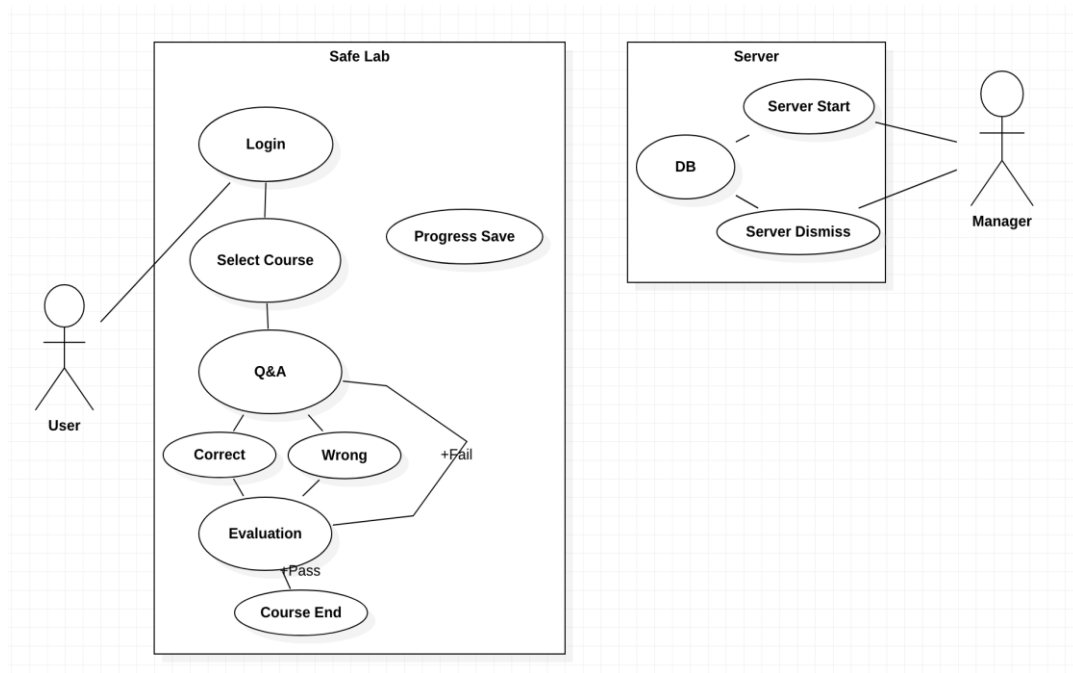 Safe Lab
Login
Select Course
Progress Save
Q&A
Correct
Wrong
+Fail
Evaluation
+Pass
Course End
User
Server
Server Start
DB
Server Dismiss
Manager